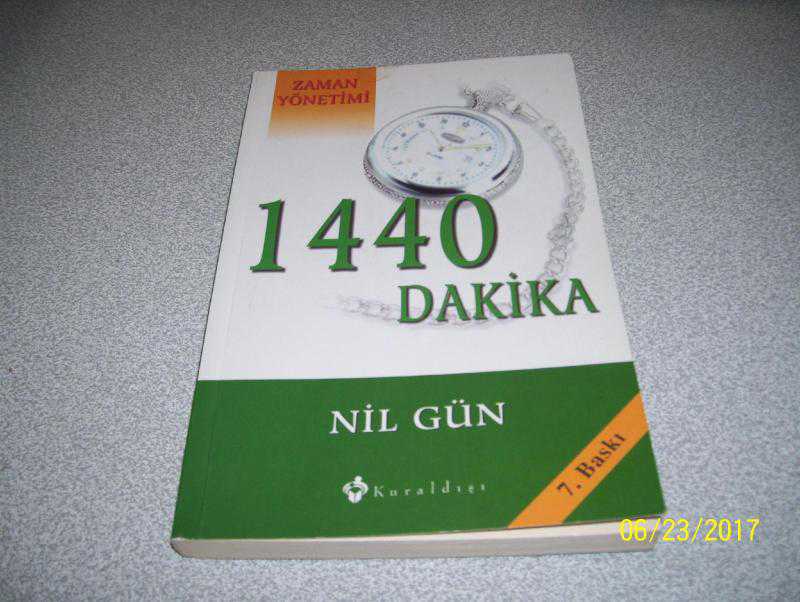 ZAMAN
YÖNETİMİ
1440
DAKİKA
NİL GÜN
Kuraldışı
7. Baskı
06/23/2017